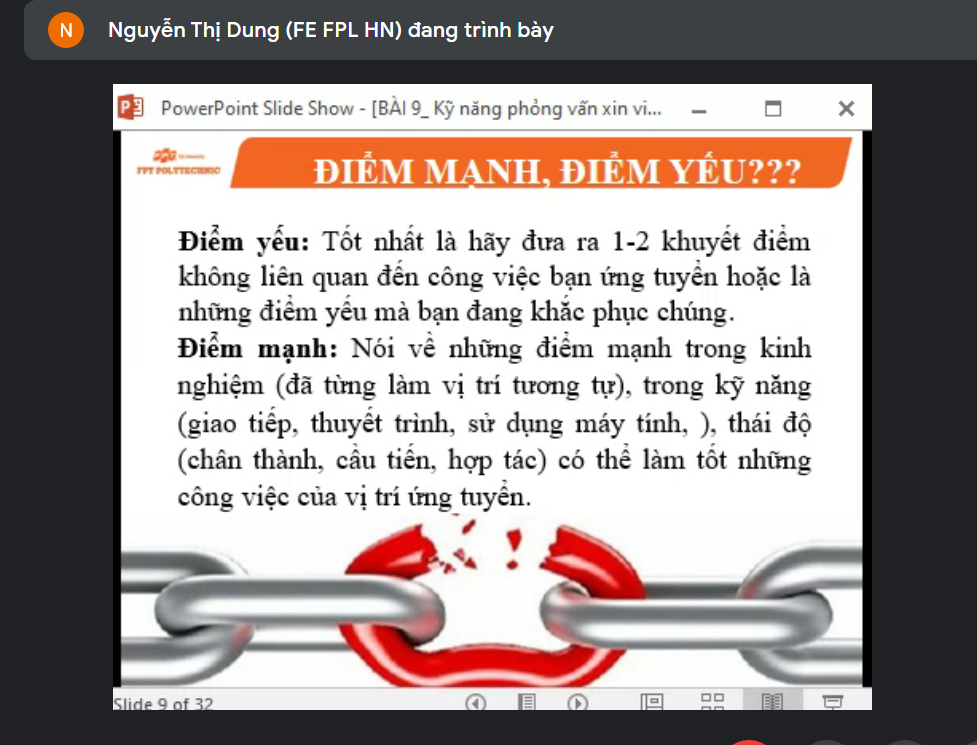 N
Nguyễn Thị Dung (FE FPL HN) đang trình bày
PowerPoint Slide Show - [BÀI 9_ Kỹ năng phỏng vấn xin vi...
FPT POLYTECHNIC
ĐIỂM MẠNH, ĐIỂM YẾU???
Điểm yếu: Tốt nhất là hãy đưa ra 1-2 khuyết điểm
không liên quan đến công việc bạn ứng tuyển hoặc là
những điểm yếu mà bạn đang khắc phục chúng.
Điểm mạnh: Nói về những điểm mạnh trong kinh
nghiệm (đã từng làm vị trí tương tự), trong kỹ năng
(giao tiếp, thuyết trình, sử dụng máy tính, ), thái độ
(chân thành, cầu tiến, hợp tác) có thể làm tốt những
công việc của vị trí ứng tuyển.
Slide 9 of 32